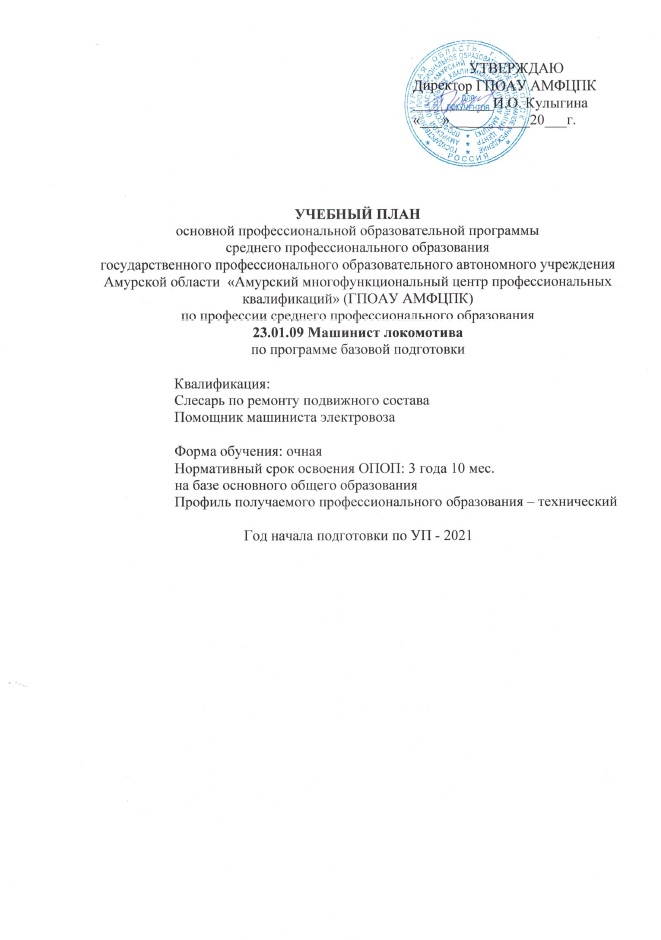 УТВЕРЖДАЮ
Директор ГПОАУ АМФЦПК
И.О. Кулыгина
«___»____________20___г.
УЧЕБНЫЙ ПЛАН
основной профессиональной образовательной программы
среднего профессионального образования
государственного профессионального образовательного автономного учреждения
Амурской области «Амурский многофункциональный центр профессиональных
квалификаций» (ГПОАУ АМФЦПК)
по профессии среднего профессионального образования
23.01.09 Машинист локомотива
по программе базовой подготовки
Квалификация:
Слесарь по ремонту подвижного состава
Помощник машиниста электровоза
Форма обучения: очная
Нормативный срок освоения ОПОП: 3 года 10 мес.
на базе основного общего образования
Профиль получаемого профессионального образования – технический
Год начала подготовки по УП - 2021
РОССИЯ